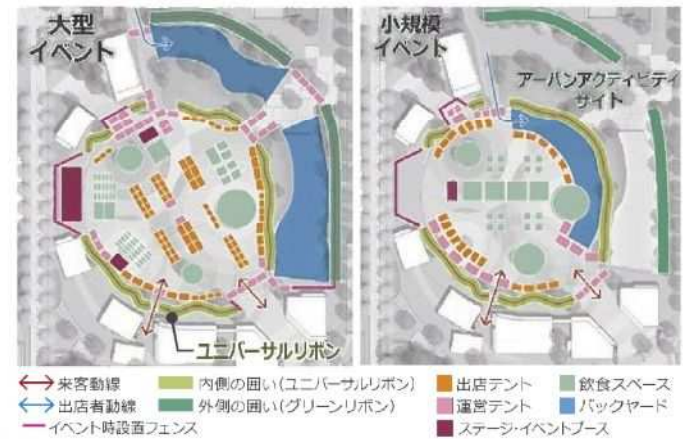 大型
イベント
小規模
イベント
アーバンアクティビティ
サイト
ユニバーサルリボン
来客動線
内側の囲い(ユニバーサルリボン)
出店テント
飲食スペース
出店者動線
外側の囲い(グリーンリボン)
運営テント
バックヤード
イベント時設置フェンス
ステージ・イベントブース